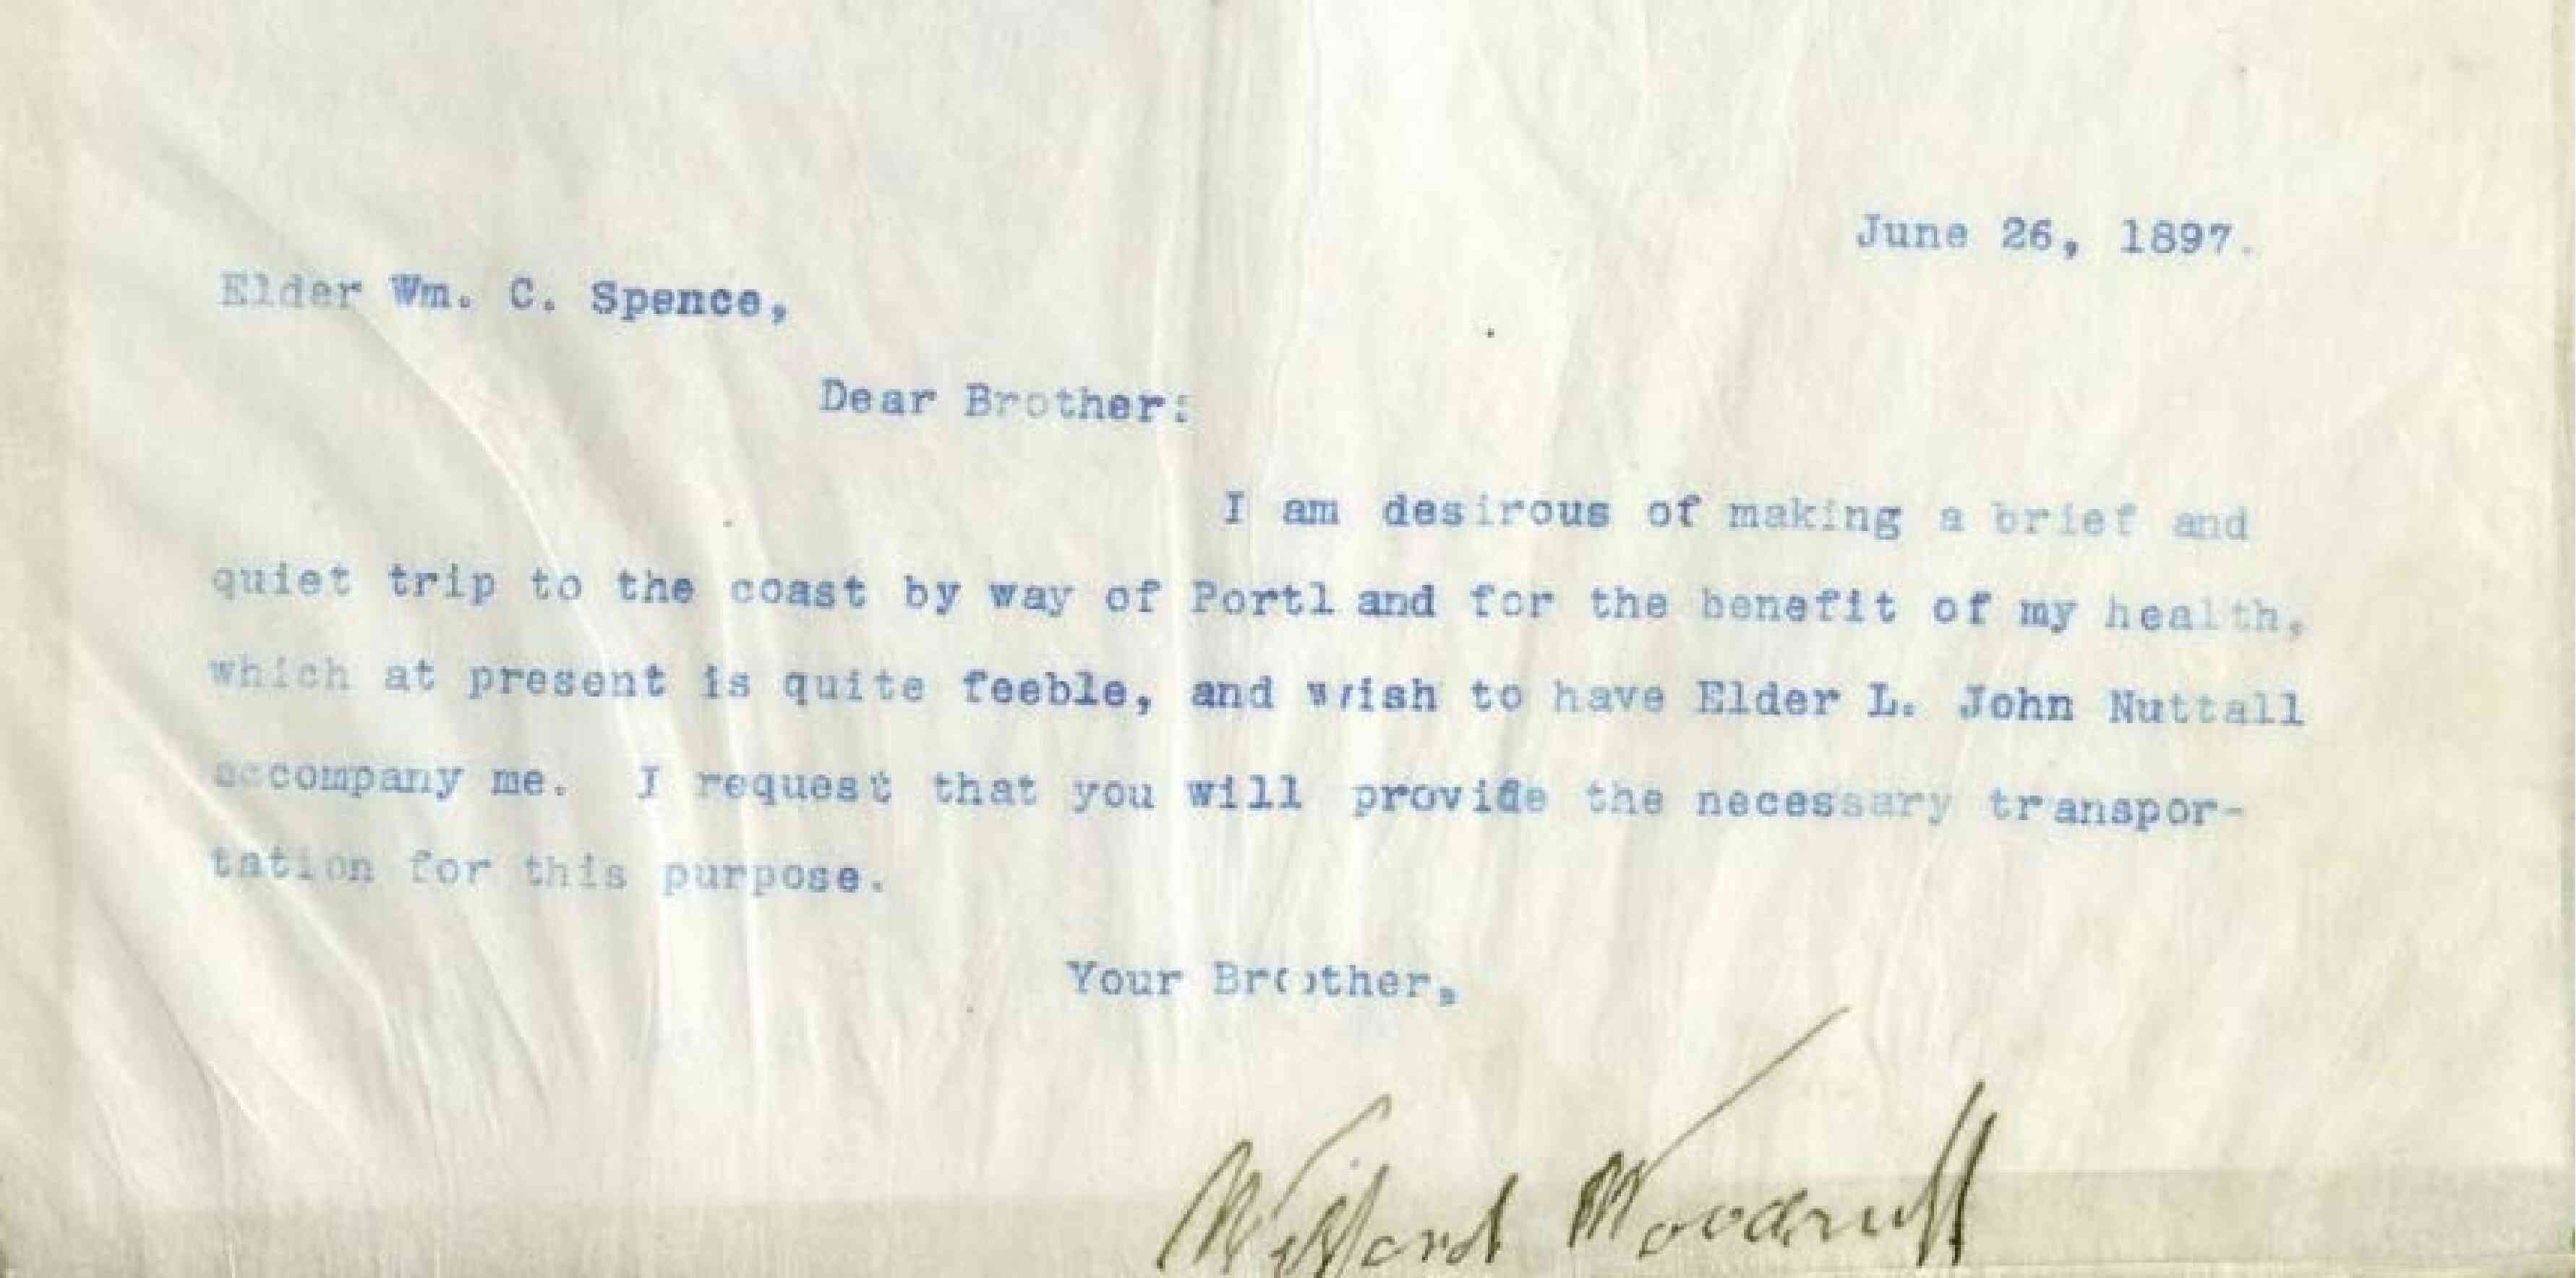 June 26, 1897.
Elder Wm. C. Spence,
Dear Brother:
I am desirous of making a brief and
quiet trip to the coast by way of Portland for the benefit of my health,
which at present is quite feeble, and wish to have Elder L. John Nuttall
accompany me. I request that you will provide the necessary transpor-
tation for this purpose.
Your Brother,
Wilford Woodruff